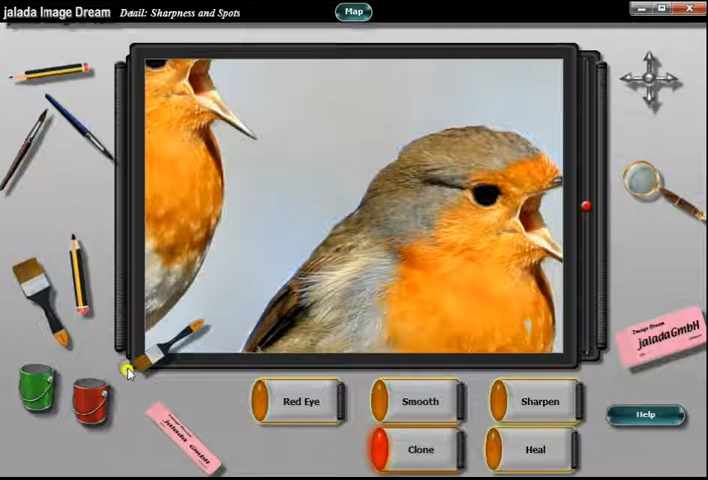 jalada Image Dream
Detail: Sharpness and Spots
Map
Image Dream
jaladaGmbH
Red Eye
Smooth
Sharpen
Help
Clone
Heal
jalada GmbH